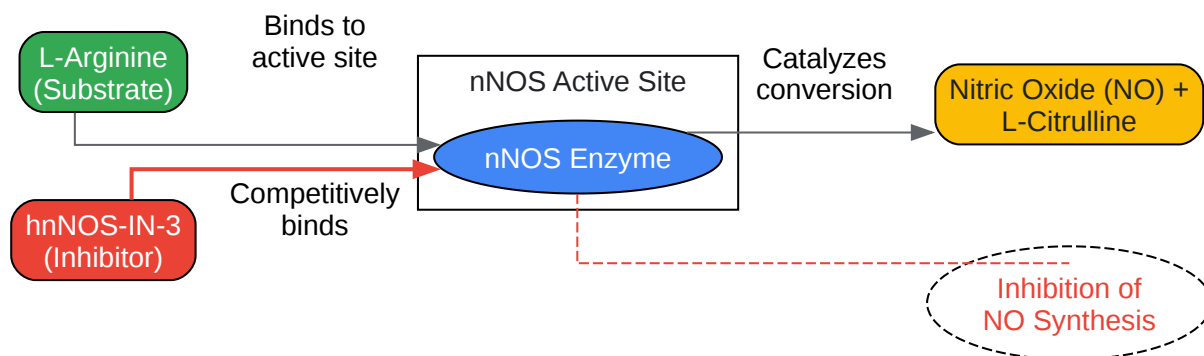 Binds to
active site
L-Arginine
(Substrate)
nNOS Active Site
Catalyzes
conversion
Nitric Oxide (NO) +
L-Citrulline
nNOS Enzyme
Competitively
binds
hnNOS-IN-3
(Inhibitor)
Inhibition of
NO Synthesis